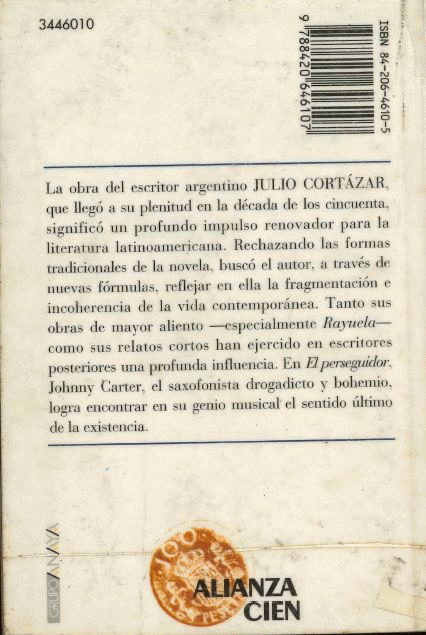 3446010
ISBN 84-206-4610-5
9 788420 646107
La obra del escritor argentino JULIO CORTÁZAR,
que llegó a su plenitud en la década de los cincuenta,
significó un profundo impulso renovador para la
literatura latinoamericana. Rechazando las formas
tradicionales de la novela, buscó el autor, a través de
nuevas fórmulas, reflejar en ella la fragmentación e
incoherencia de la vida contemporánea. Tanto sus
obras de mayor aliento —especialmente Rayuela—
como sus relatos cortos han ejercido en escritores
posteriores una profunda influencia. En El perseguidor,
Johnny Carter, el saxofonista drogadicto y bohemio,
logra encontrar en su genio musical el sentido último
de la existencia.
GRUPO ANAYA
100
ALIANZA
CIEN